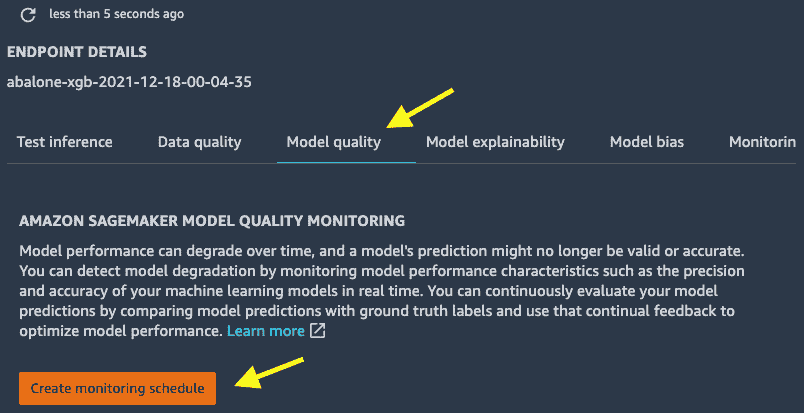 less than 5 seconds ago
ENDPOINT DETAILS
abalone-xgb-2021-12-18-00-04-35
Test inference Data quality Model quality Model explainability Model bias Monitorin
AMAZON SAGEMAKER MODEL QUALITY MONITORING
Model performance can degrade over time, and a model's prediction might no longer be valid or accurate.
You can detect model degradation by monitoring model performance characteristics such as the precision
and accuracy of your machine learning models in real time. You can continuously evaluate your model
predictions by comparing model predictions with ground truth labels and use that continual feedback to
optimize model performance. Learn more
Create monitoring schedule